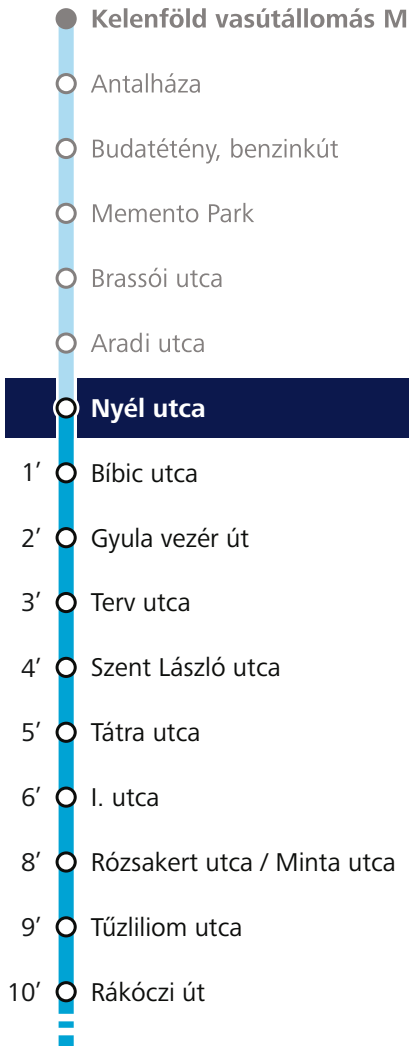 Kelenföld vasútállomás M
Antalháza
Budatétény, benzinkút
Memento Park
Brassói utca
Aradi utca
Nyél utca
1’ Bíbic utca
2’ Gyula vezér út
3’ Terv utca
4’ Szent László utca
5’ Tátra utca
6’ I. utca
8’ Rózsakert utca / Minta utca
9’ Tűzliliom utca
10’ Rákóczi út